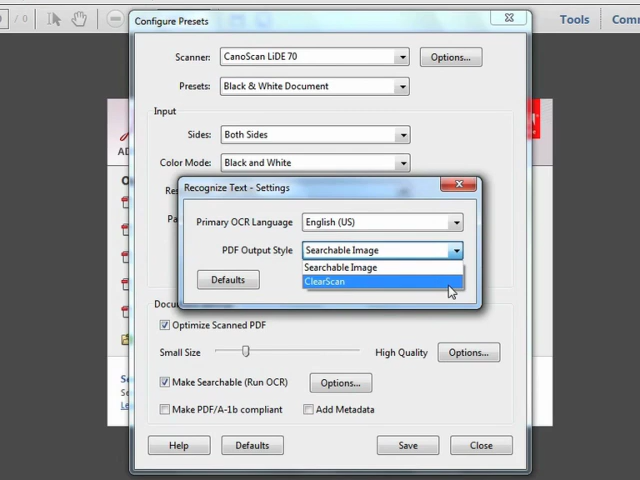 / 0
Configure Presets
Tools
Comm
Scanner: CanoScan LiDE 70 Options...
Presets: Black & White Document
Input
Sides: Both Sides
Color Mode: Black and White
Recognize Text - Settings
Primary OCR Language English (US)
PDF Output Style Searchable Image
Searchable Image
ClearScan
Defaults
Optimize Scanned PDF
Small Size High Quality Options...
Make Searchable (Run OCR) Options...
Make PDF/A-1b compliant Add Metadata
Help Defaults Save Close